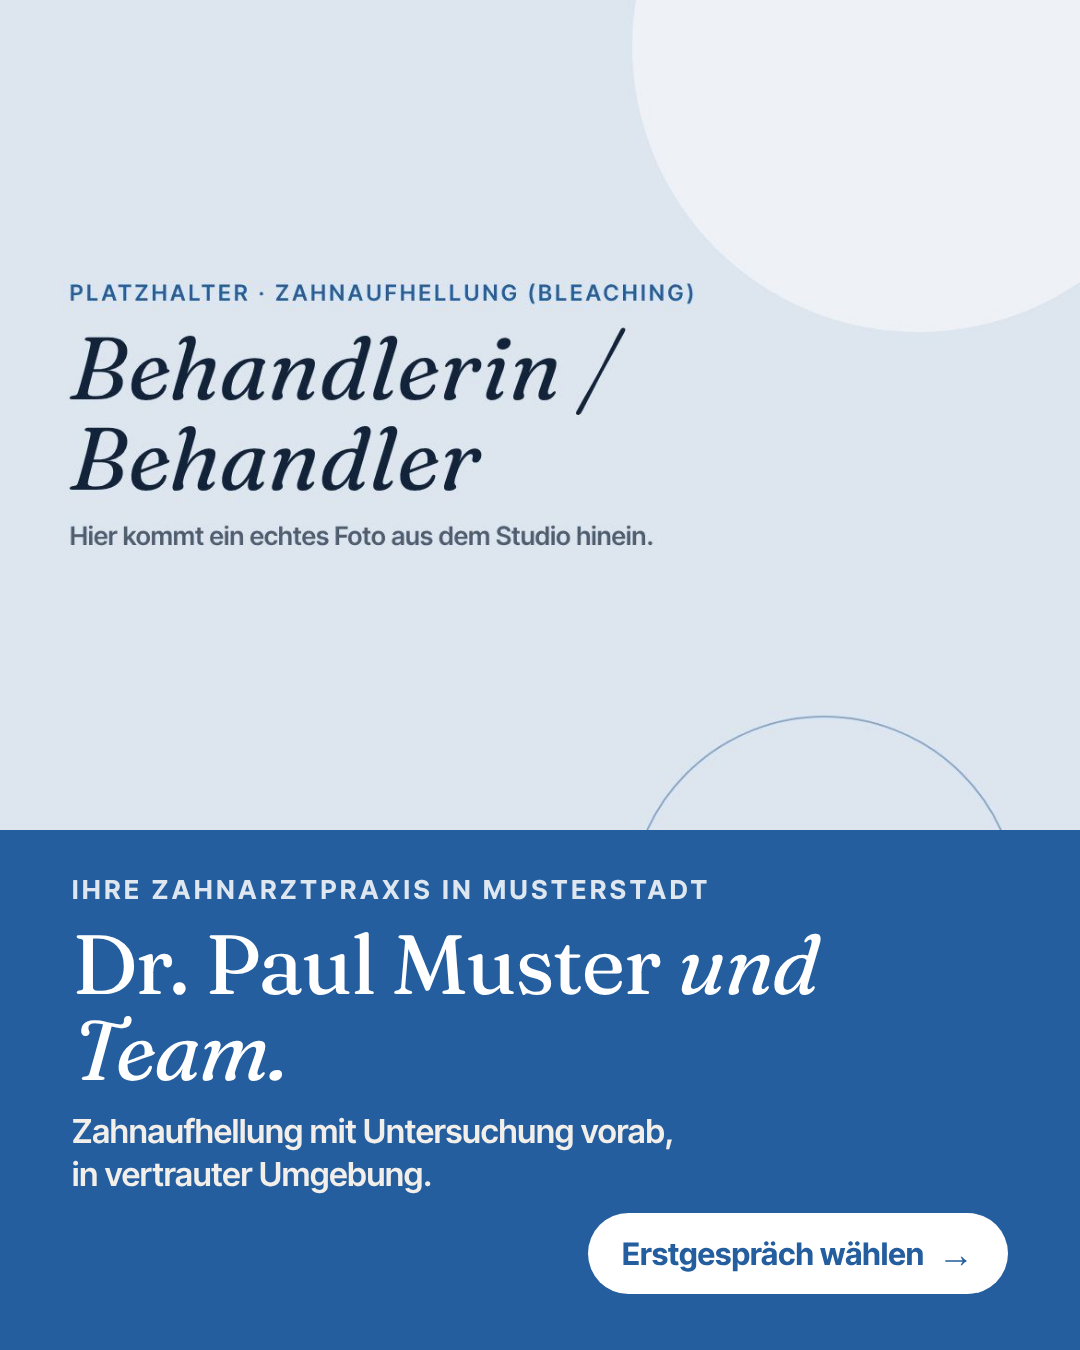 PLATZHALTER · ZAHNAUFHELLUNG (BLEACHING)
Behandlerin /
Behandler
Hier kommt ein echtes Foto aus dem Studio hinein.
IHRE ZAHNARZTPRAXIS IN MUSTERSTADT
Dr. Paul Muster und
Team.
Zahnaufhellung mit Untersuchung vorab,
in vertrauter Umgebung.
Erstgespräch wählen →